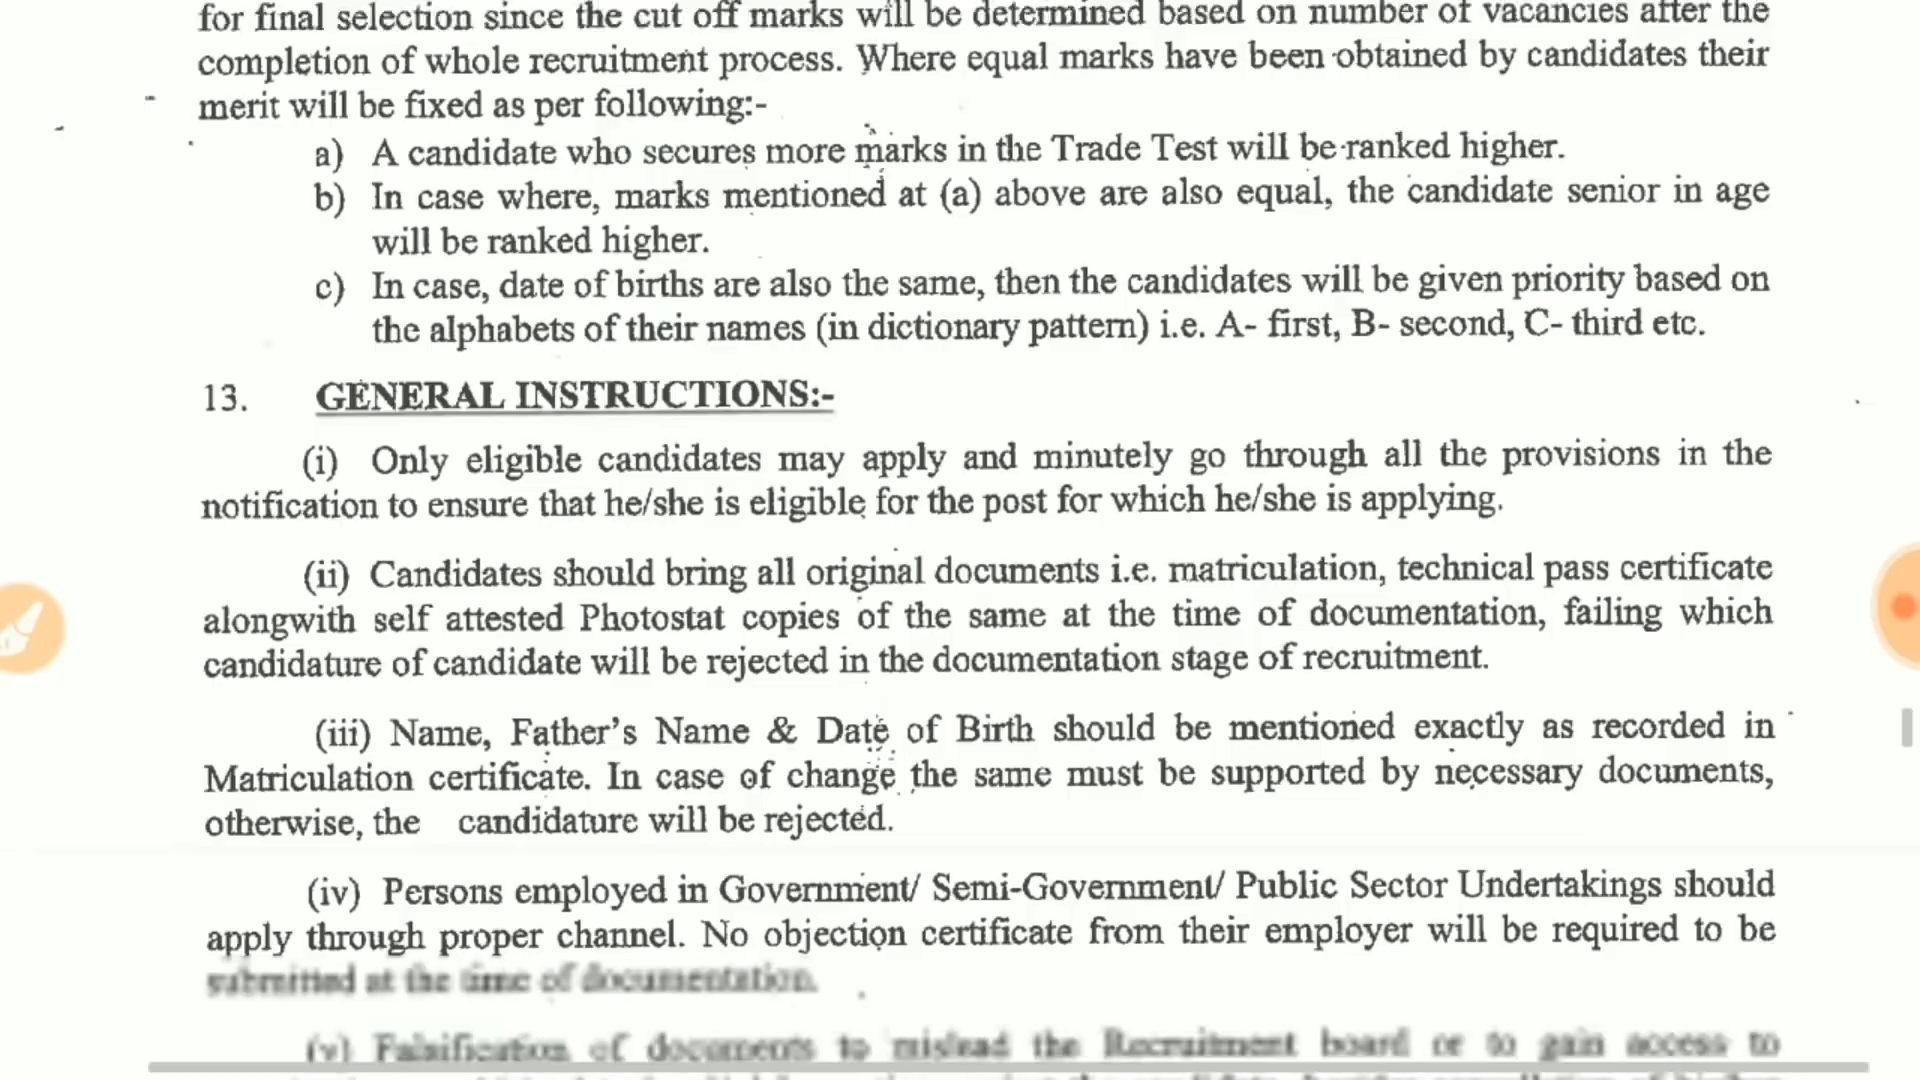 for final selection since the cut off marks will be determined based on number of vacancies after the
completion of whole recruitment process. Where equal marks have been obtained by candidates their
merit will be fixed as per following:-
a) A candidate who secures more marks in the Trade Test will be ranked higher.
b) In case where, marks mentioned at (a) above are also equal, the candidate senior in age
will be ranked higher.
c) In case, date of births are also the same, then the candidates will be given priority based on
the alphabets of their names (in dictionary pattern) i.e. A- first, B- second, C- third etc.
13. GENERAL INSTRUCTIONS:-
(i) Only eligible candidates may apply and minutely go through all the provisions in the
notification to ensure that he/she is eligible for the post for which he/she is applying.
(ii) Candidates should bring all original documents i.e. matriculation, technical pass certificate
alongwith self attested Photostat copies of the same at the time of documentation, failing which
candidature of candidate will be rejected in the documentation stage of recruitment.
(iii) Name, Father's Name & Date of Birth should be mentioned exactly as recorded in
Matriculation certificate. In case of change the same must be supported by necessary documents,
otherwise, the candidature will be rejected.
(iv) Persons employed in Government/ Semi-Government/ Public Sector Undertakings should
apply through proper channel. No objection certificate from their employer will be required to be
submitted at the time of documentation.
(v) Falsification of documents to mislead the Recruitment board or to gain access to